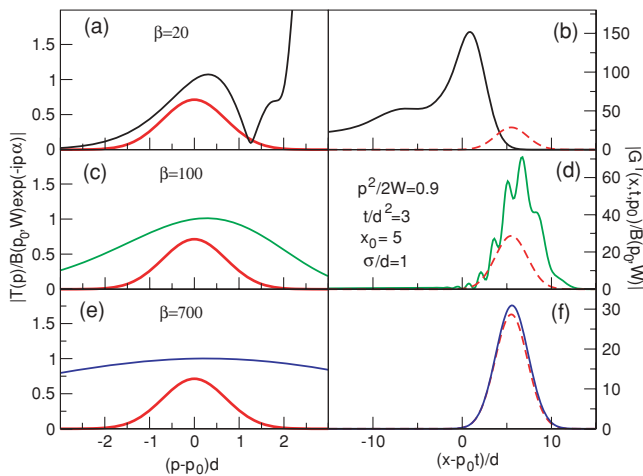 |T(p)/B(p₀,W)exp(-ipα)|
(a)
β=20
1.5
1
0.5
0
(b)
150
100
50
0
(c)
β=100
1.5
1
0.5
0
(d)
p²/2W=0.9
t/d²=3
x₀= 5
σ/d=1
60
40
20
0
|G^I(x,t,p₀)/B(p₀,W)|
(e)
β=700
1.5
1
0.5
0
(f)
30
20
10
0
-2 -1 0 1 2
(p-p₀)d
-10 0 10
(x-p₀t)/d